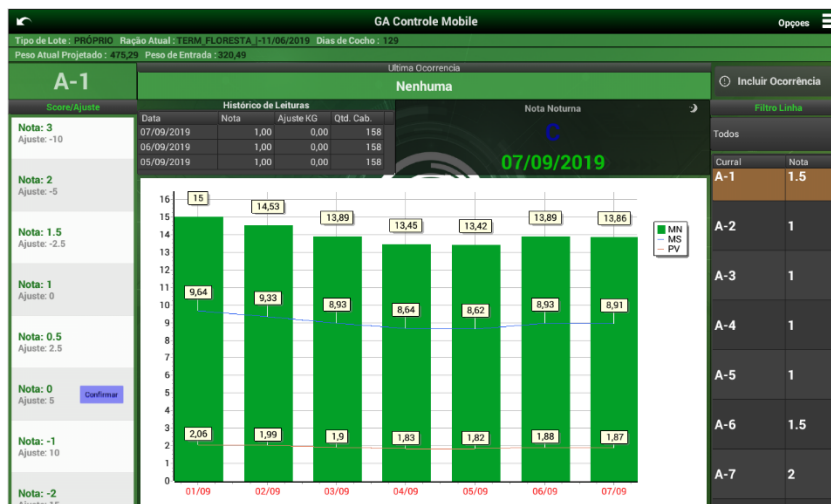 GA Controle Mobile
Opçoes
Tipo de Lote : PRÓPRIO Ração Atual : TERM_FLORESTA_|-11/06/2019 Dias de Cocho : 129
Peso Atual Projetado : 475,29 Peso de Entrada : 320,49
A-1
Ultima Ocorrencia
Nenhuma
Incluir Ocorrência
Score/Ajuste
Nota: 3
Ajuste: -10
Nota: 2
Ajuste: -5
Nota: 1.5
Ajuste: -2.5
Nota: 1
Ajuste: 0
Nota: 0.5
Ajuste: 2.5
Nota: 0
Ajuste: 5
Confirmar
Nota: -1
Ajuste: 10
Nota: -2
Histórico de Leituras
Data Nota Ajuste KG Qtd. Cab.
07/09/2019 1,00 0,00 158
06/09/2019 1,00 0,00 158
05/09/2019 1,00 0,00 158
Nota Noturna
C
07/09/2019
16
15
14
13
12
11
10
9
8
7
6
5
4
3
2
1
0
15 14,53 13,89 13,45 13,42 13,89 13,86
9,64 9,33 8,93 8,64 8,62 8,93 8,91
2,06 1,99 1,9 1,83 1,82 1,88 1,87
01/09 02/09 03/09 04/09 05/09 06/09 07/09
MN
MS
PV
Filtro Linha
Todos
Curral Nota
A-1 1.5
A-2 1
A-3 1
A-4 1
A-5 1
A-6 1.5
A-7 2